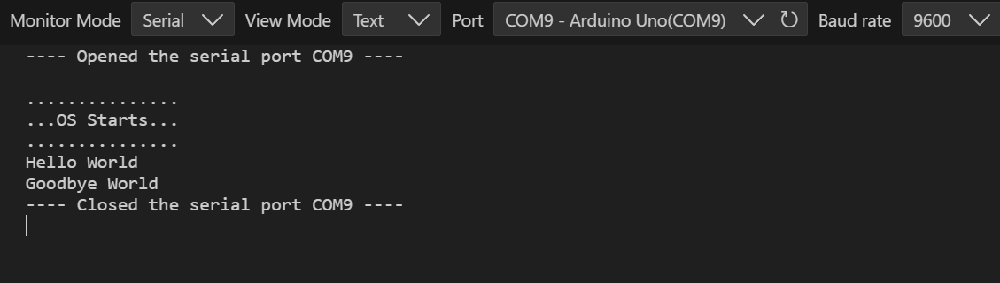 Monitor Mode Serial View Mode Text Port COM9 - Arduino Uno(COM9) Baud rate 9600
---- Opened the serial port COM9 ----
...............
...OS Starts...
...............
Hello World
Goodbye World
---- Closed the serial port COM9 ----